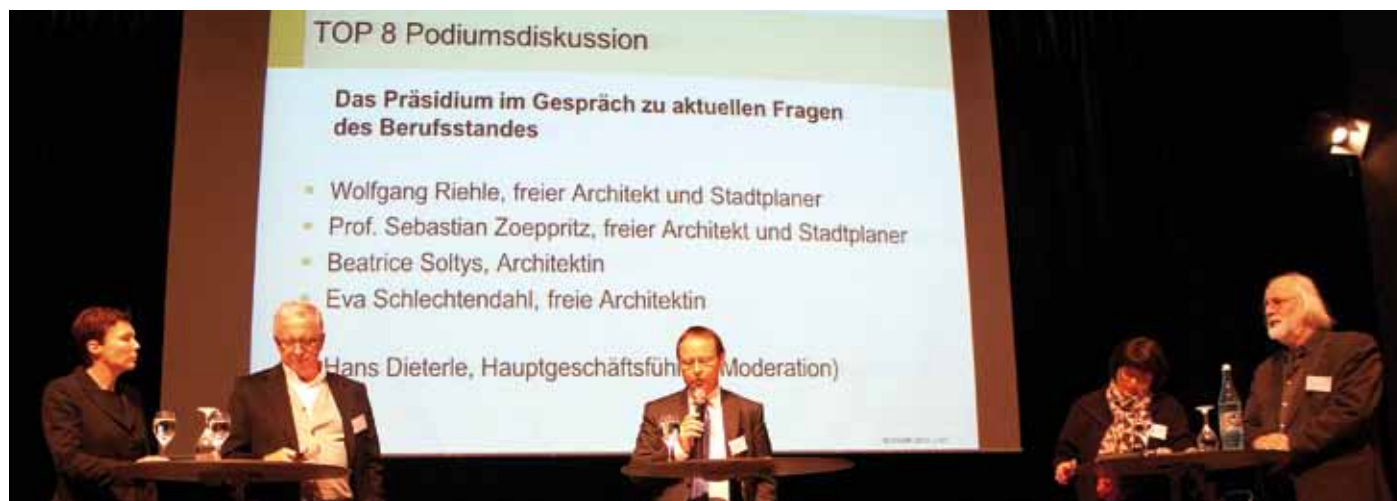 TOP 8 Podiumsdiskussion
Das Präsidium im Gespräch zu aktuellen Fragen
des Berufsstandes
Wolfgang Riehle, freier Architekt und Stadtplaner
Prof. Sebastian Zoeppritz, freier Architekt und Stadtplaner
Beatrice Soltys, Architektin
Eva Schlechtendahl, freie Architektin
Hans Dieterle, Hauptgeschäftsfüh Moderation)